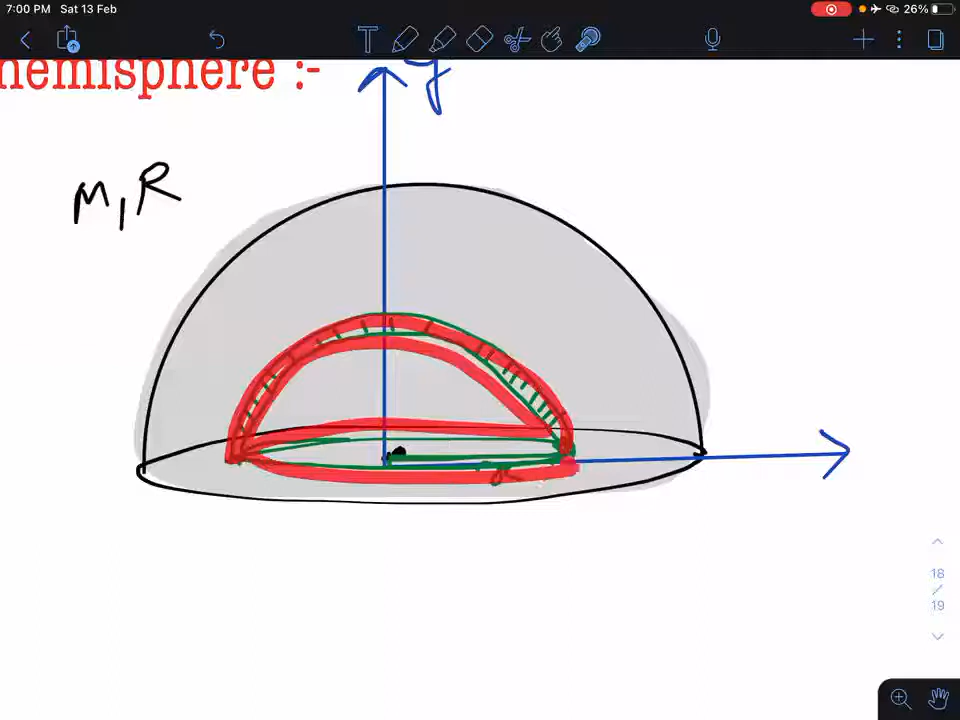 7:00 PM Sat 13 Feb
26%
hemisphere :-
y
M, R
r
18
/
19